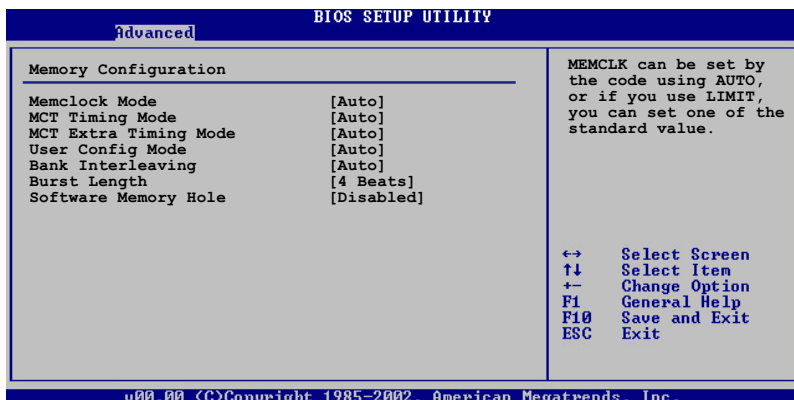 BIOS SETUP UTILITY
Advanced
Memory Configuration
Memclock Mode [Auto]
MCT Timing Mode [Auto]
MCT Extra Timing Mode [Auto]
User Config Mode [Auto]
Bank Interleaving [Auto]
Burst Length [4 Beats]
Software Memory Hole [Disabled]
MEMCLK can be set by
the code using AUTO,
or if you use LIMIT,
you can set one of the
standard value.
←→ Select Screen
↑↓ Select Item
+- Change Option
F1 General Help
F10 Save and Exit
ESC Exit
v00.00 (C)Copyright 1985-2002, American Megatrends, Inc.